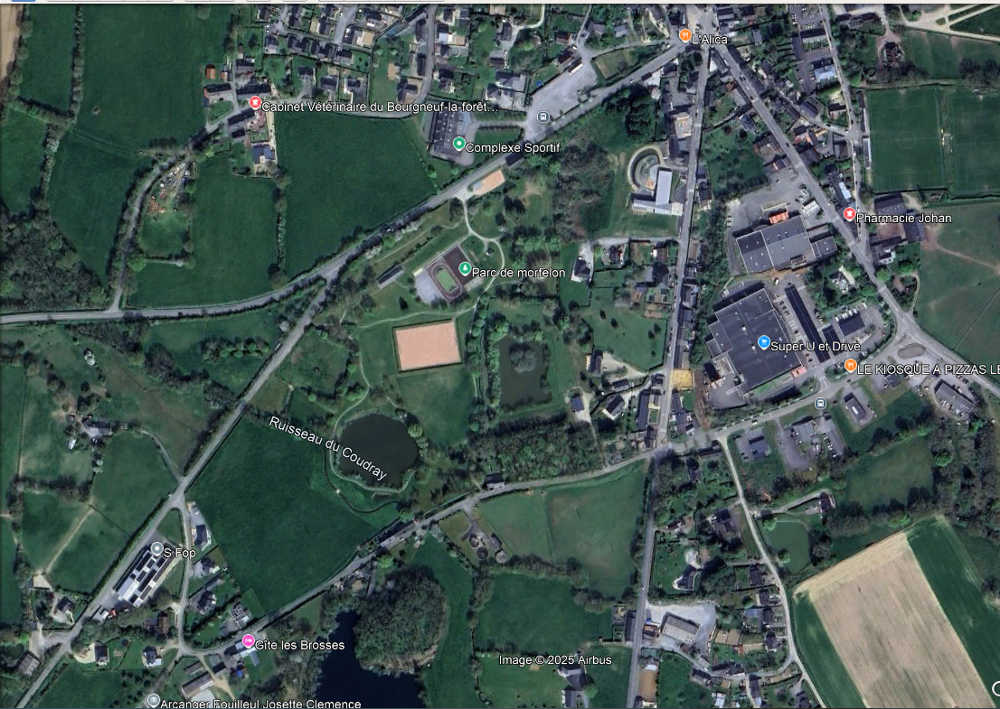 L'Alica
Cabinet Vétérinaire du Bourgneuf-la-forêt...
Complexe Sportif
Pharmacie Johan
Parc de morfelon
Super U et Drive
LE KIOSQUE À PIZZAS LE
Ruisseau du Coudray
S Fop
Gîte les Brosses
Image © 2025 Airbus
Arcanger Fouilleul Josette Clemence